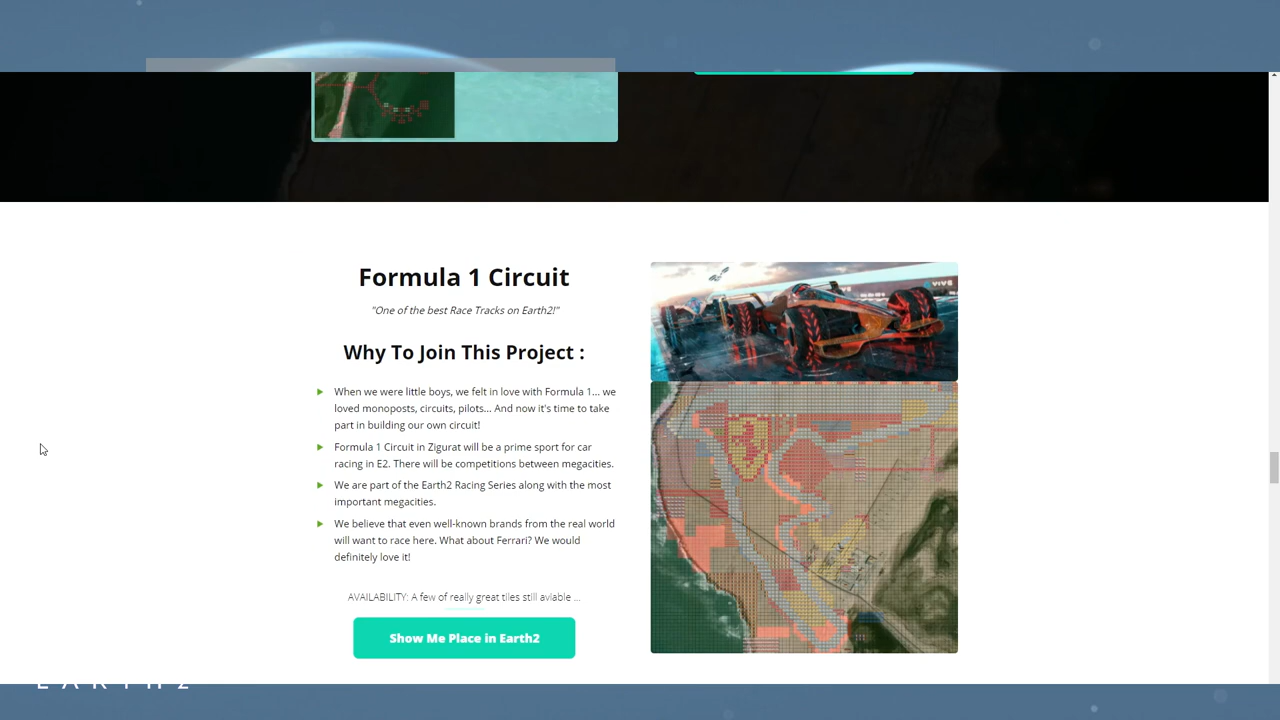 Formula 1 Circuit
"One of the best Race Tracks on Earth2!"
Why To Join This Project :
When we were little boys, we felt in love with Formula 1... we
loved monoposts, circuits, pilots... And now it's time to take
part in building our own circuit!
Formula 1 Circuit in Zigurat will be a prime sport for car
racing in E2. There will be competitions between megacities.
We are part of the Earth2 Racing Series along with the most
important megacities.
We believe that even well-known brands from the real world
will want to race here. What about Ferrari? We would
definitely love it!
AVAILABILITY: A few of really great tiles still aviable ...
Show Me Place in Earth2
VIVE
EARTH2